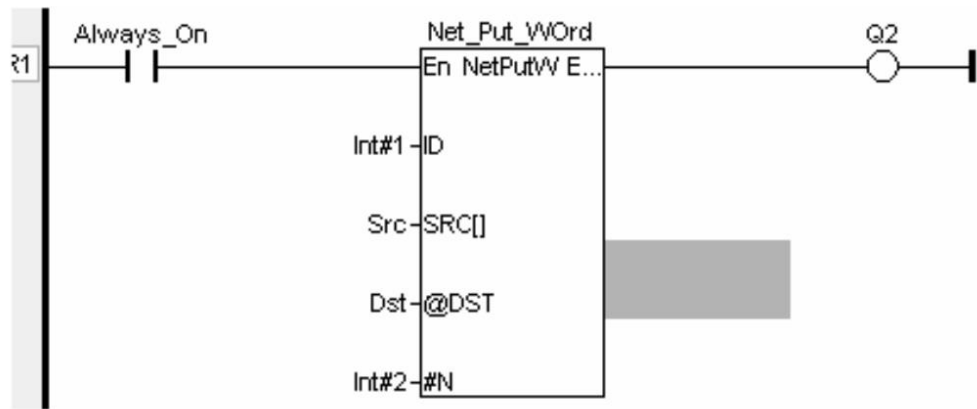 Always_On Net_Put_WOrd Q2
R1 En NetPutW E...
Int#1 ID
Src SRC[]
Dst @DST
Int#2 #N